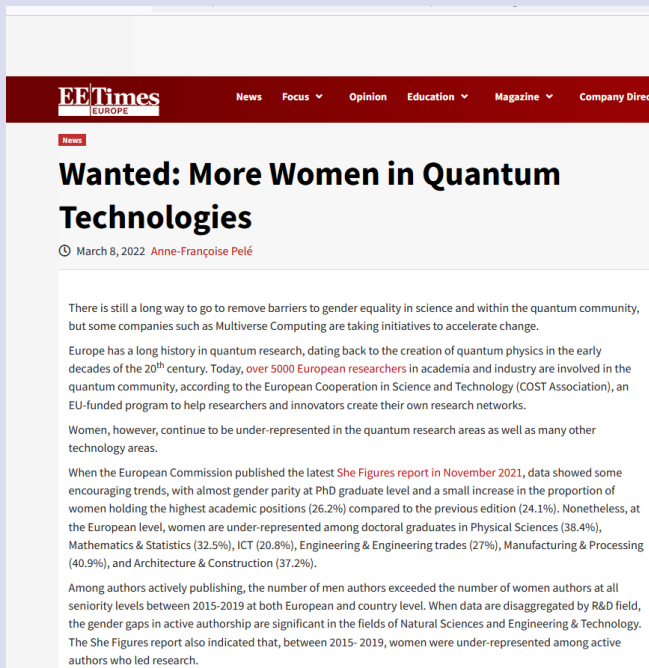 EE Times
EUROPE
News Focus Opinion Education Magazine Company Direc
News
Wanted: More Women in Quantum
Technologies
March 8, 2022 Anne-Françoise Pelé
There is still a long way to go to remove barriers to gender equality in science and within the quantum community,
but some companies such as Multiverse Computing are taking initiatives to accelerate change.
Europe has a long history in quantum research, dating back to the creation of quantum physics in the early
decades of the 20th century. Today, over 5000 European researchers in academia and industry are involved in the
quantum community, according to the European Cooperation in Science and Technology (COST Association), an
EU-funded program to help researchers and innovators create their own research networks.
Women, however, continue to be under-represented in the quantum research areas as well as many other
technology areas.
When the European Commission published the latest She Figures report in November 2021, data showed some
encouraging trends, with almost gender parity at PhD graduate level and a small increase in the proportion of
women holding the highest academic positions (26.2%) compared to the previous edition (24.1%). Nonetheless, at
the European level, women are under-represented among doctoral graduates in Physical Sciences (38.4%),
Mathematics & Statistics (32.5%), ICT (20.8%), Engineering & Engineering trades (27%), Manufacturing & Processing
(40.9%), and Architecture & Construction (37.2%).
Among authors actively publishing, the number of men authors exceeded the number of women authors at all
seniority levels between 2015-2019 at both European and country level. When data are disaggregated by R&D field,
the gender gaps in active authorship are significant in the fields of Natural Sciences and Engineering & Technology.
The She Figures report also indicated that, between 2015- 2019, women were under-represented among active
authors who led research.